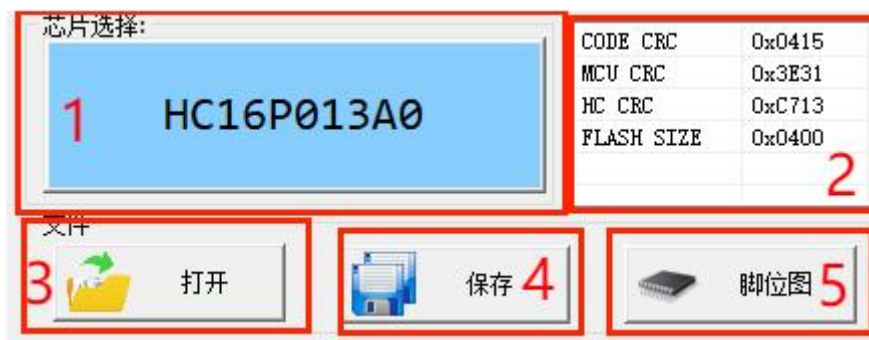 芯片选择:
1 HC16P013A0
CODE CRC 0x0415
MCU CRC 0x3E31
HC CRC 0xC713
FLASH SIZE 0x0400
2
文件
3 打开
保存 4
脚位图 5